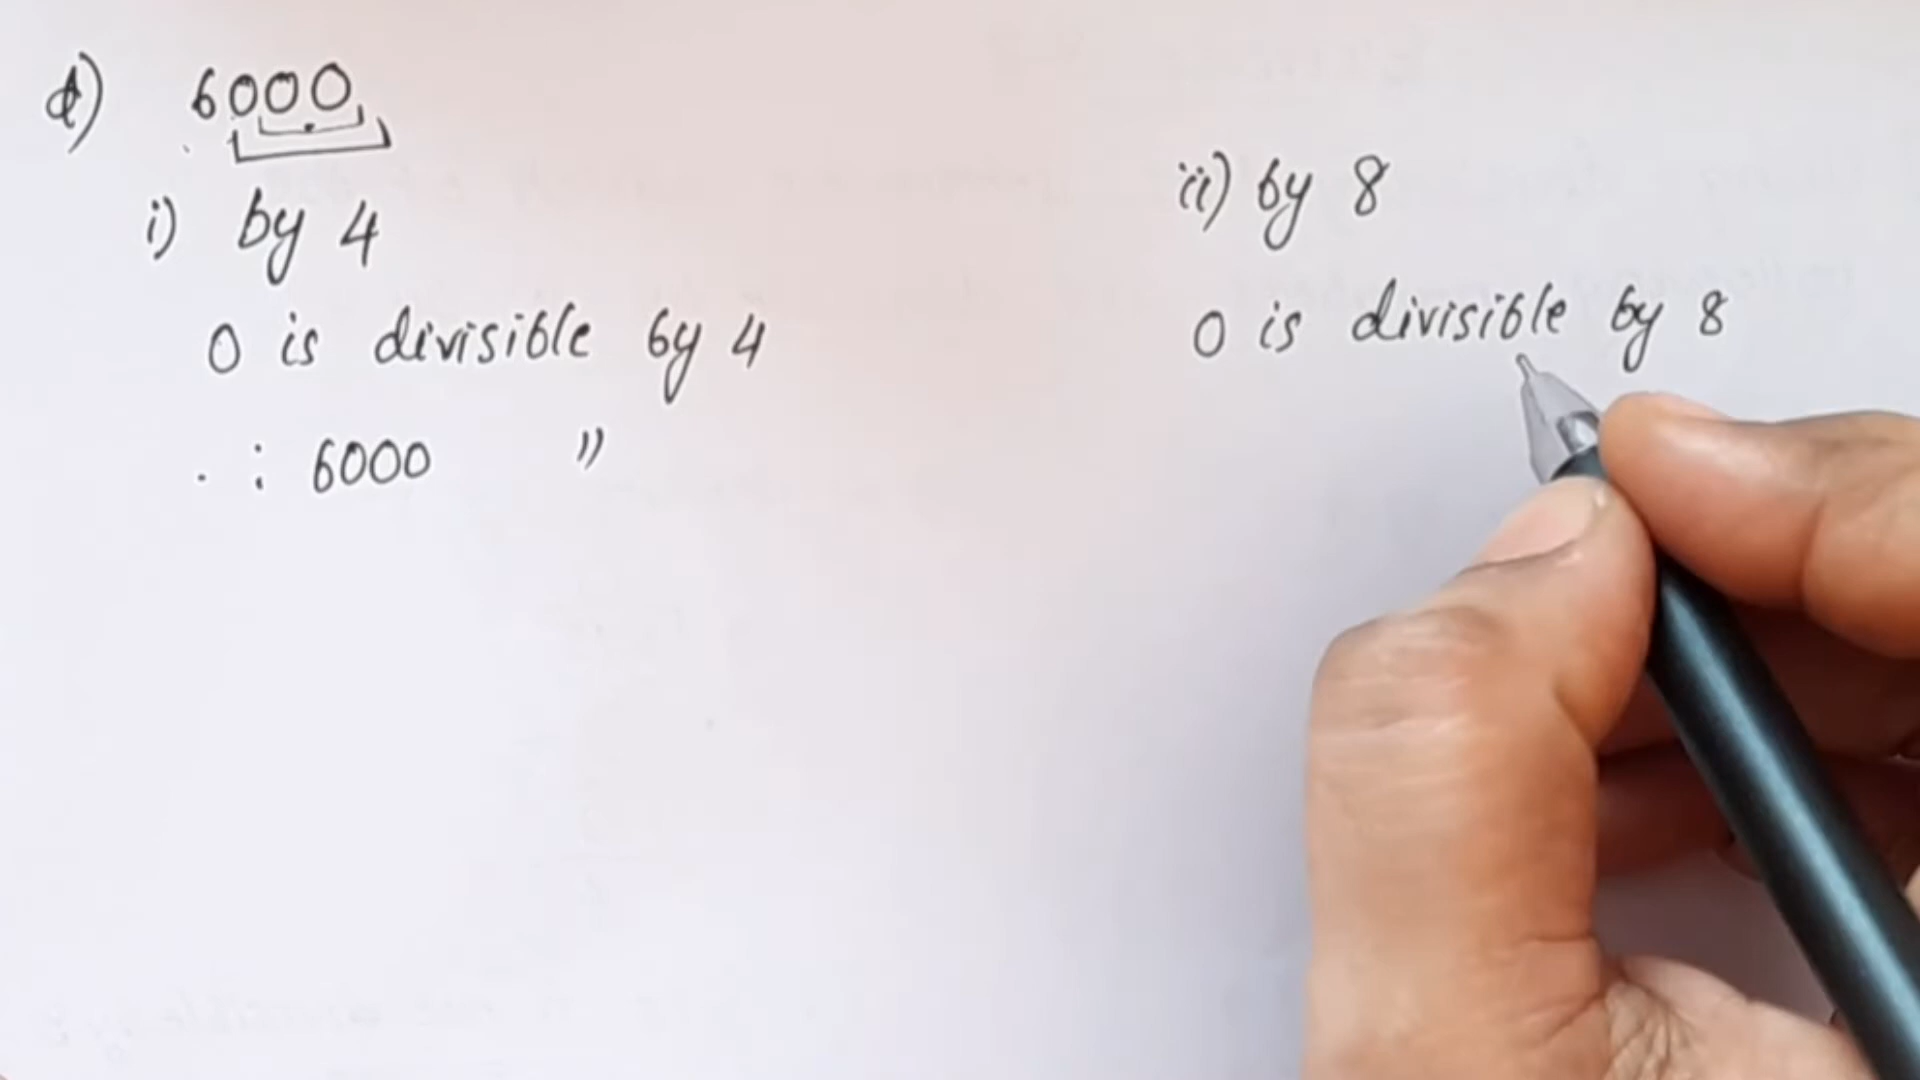 d) 6000
i) by 4
0 is divisible by 4
∴ 6000 "
ii) by 8
0 is divisible by 8